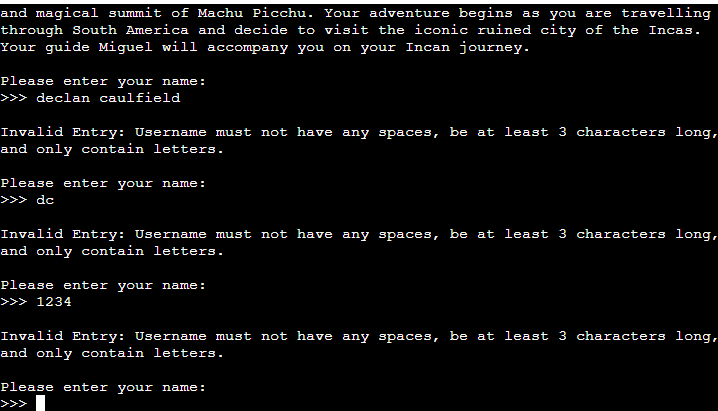 and magical summit of Machu Picchu. Your adventure begins as you are travelling
through South America and decide to visit the iconic ruined city of the Incas.
Your guide Miguel will accompany you on your Incan journey.
Please enter your name:
>>> declan caulfield
Invalid Entry: Username must not have any spaces, be at least 3 characters long,
and only contain letters.
Please enter your name:
>>> dc
Invalid Entry: Username must not have any spaces, be at least 3 characters long,
and only contain letters.
Please enter your name:
>>> 1234
Invalid Entry: Username must not have any spaces, be at least 3 characters long,
and only contain letters.
Please enter your name:
>>>